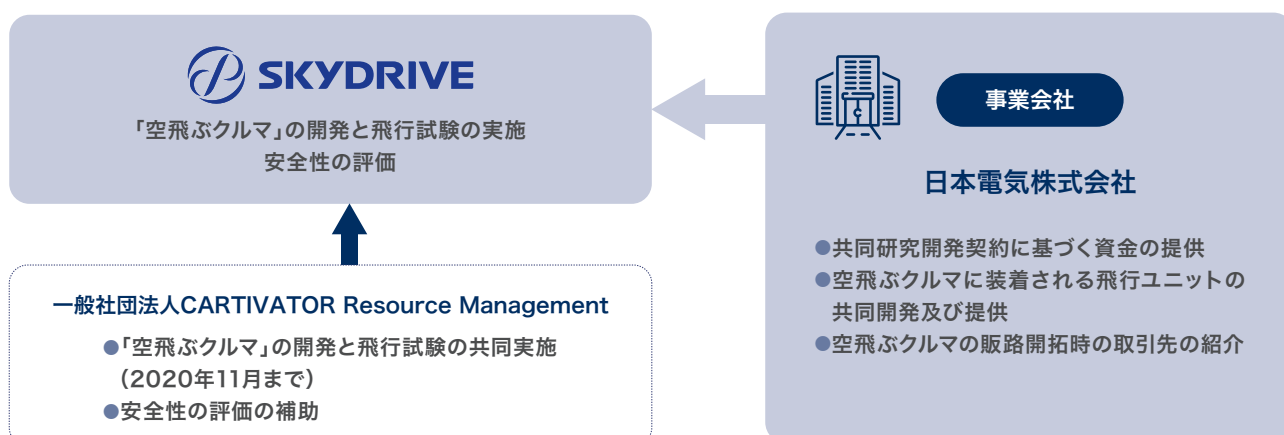 SKYDRIVE
「空飛ぶクルマ」の開発と飛行試験の実施
安全性の評価
一般社団法人CARTIVATOR Resource Management
●「空飛ぶクルマ」の開発と飛行試験の共同実施
(2020年11月まで)
●安全性の評価の補助
事業会社
日本電気株式会社
●共同研究開発契約に基づく資金の提供
●空飛ぶクルマに装着される飛行ユニットの
共同開発及び提供
●空飛ぶクルマの販路開拓時の取引先の紹介